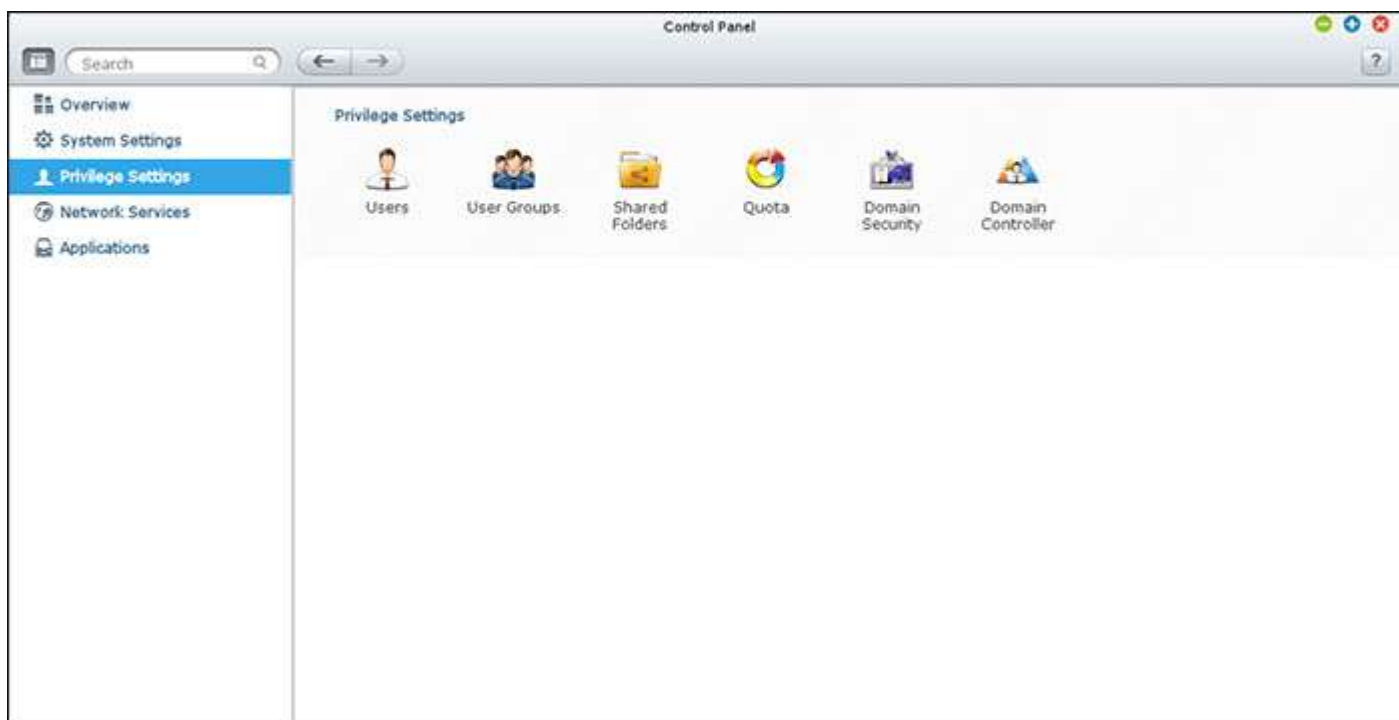 Control Panel
Search
?
Overview
System Settings
Privilege Settings
Network Services
Applications
Privilege Settings
Users
User Groups
Shared
Folders
Quota
Domain
Security
Domain
Controller